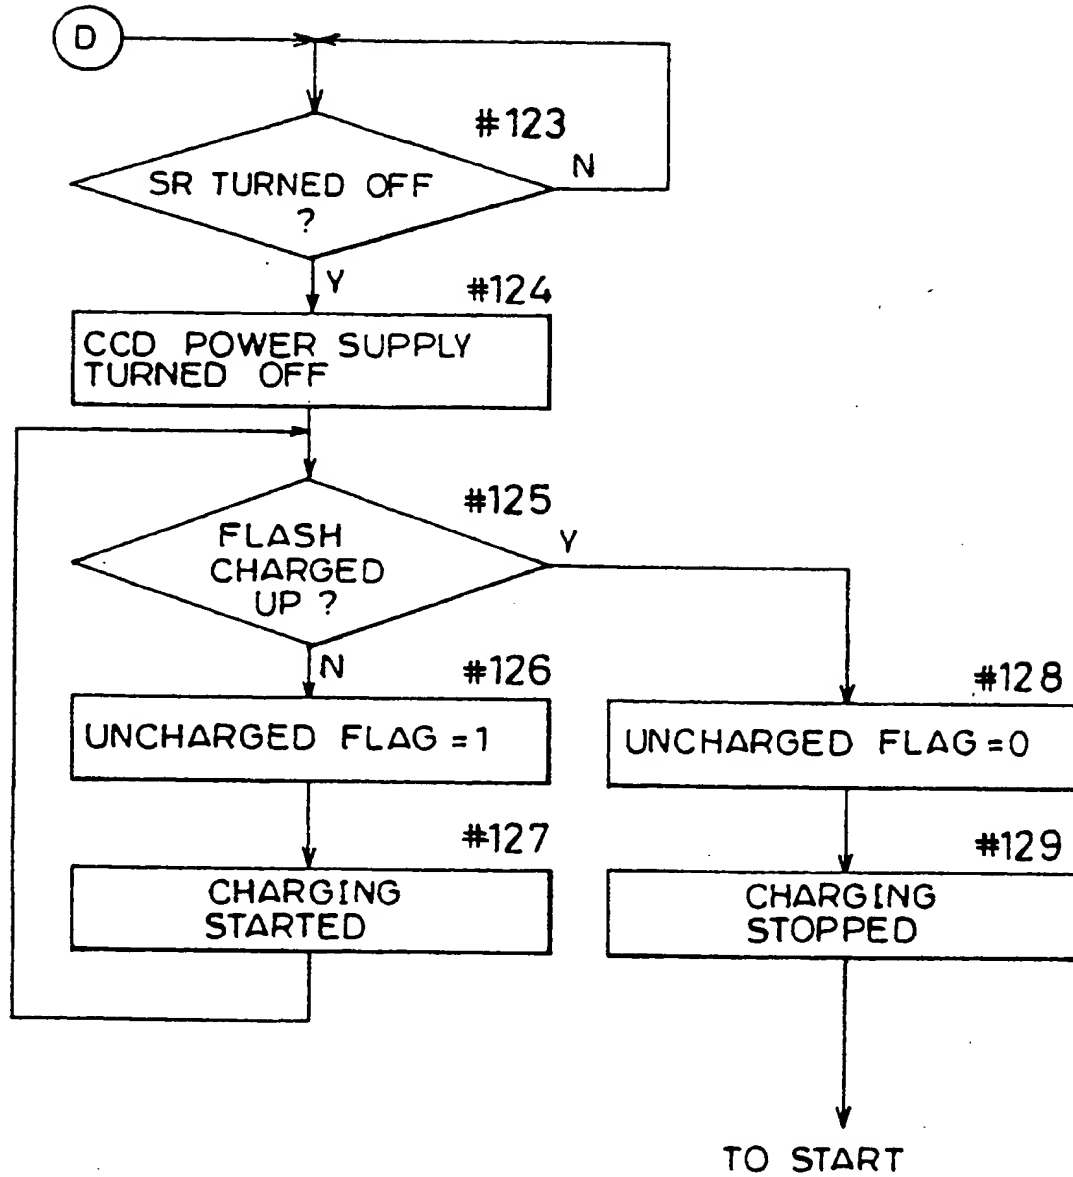 D
#123
N
SR TURNED OFF
?
Y
#124
CCD POWER SUPPLY
TURNED OFF
#125
FLASH
CHARGED
UP ?
Y
N
#126
UNCHARGED FLAG = 1
#128
UNCHARGED FLAG = 0
#127
CHARGING
STARTED
#129
CHARGING
STOPPED
TO START